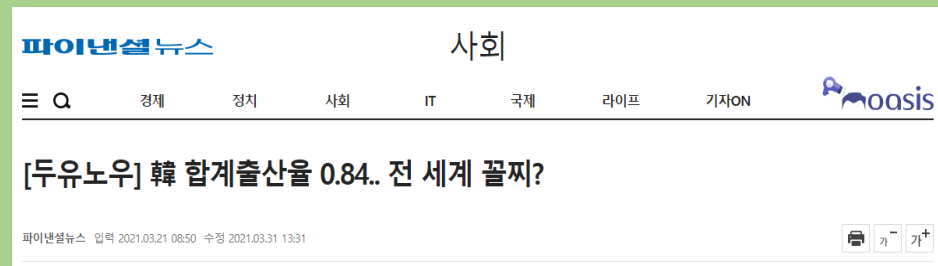 파이낸셜뉴스
사회
경제 정치 사회 IT 국제 라이프 기자ON
oasis
[두유노우] 韓 합계출산율 0.84.. 전 세계 꼴찌?
파이낸셜뉴스 입력 2021.03.21 08:50 수정 2021.03.31 13:31
가- 가+